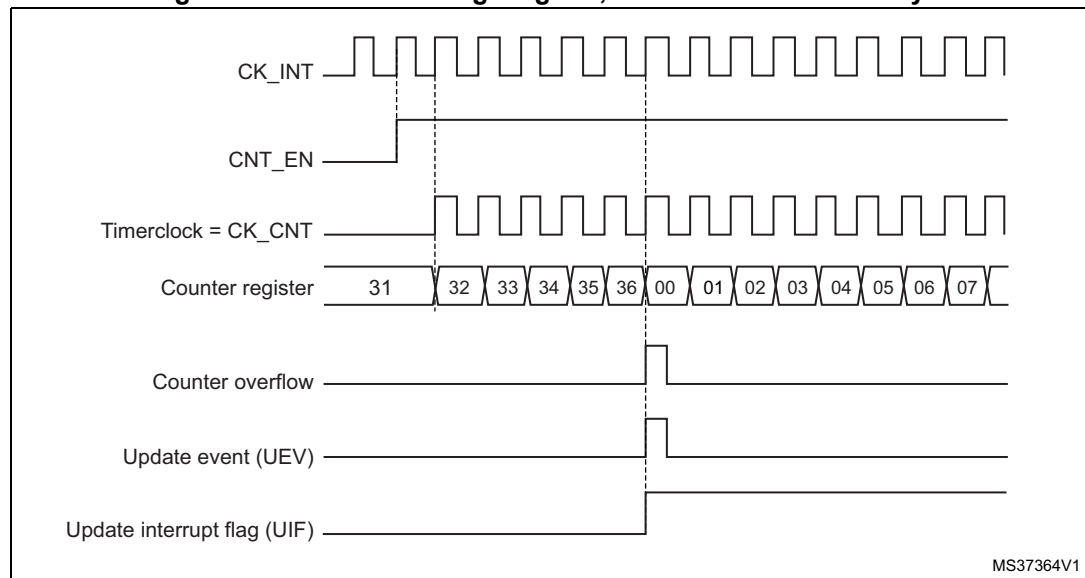 CK_INT
CNT_EN
Timerclock = CK_CNT
Counter register 31 32 33 34 35 36 00 01 02 03 04 05 06 07
Counter overflow
Update event (UEV)
Update interrupt flag (UIF)
MS37364V1